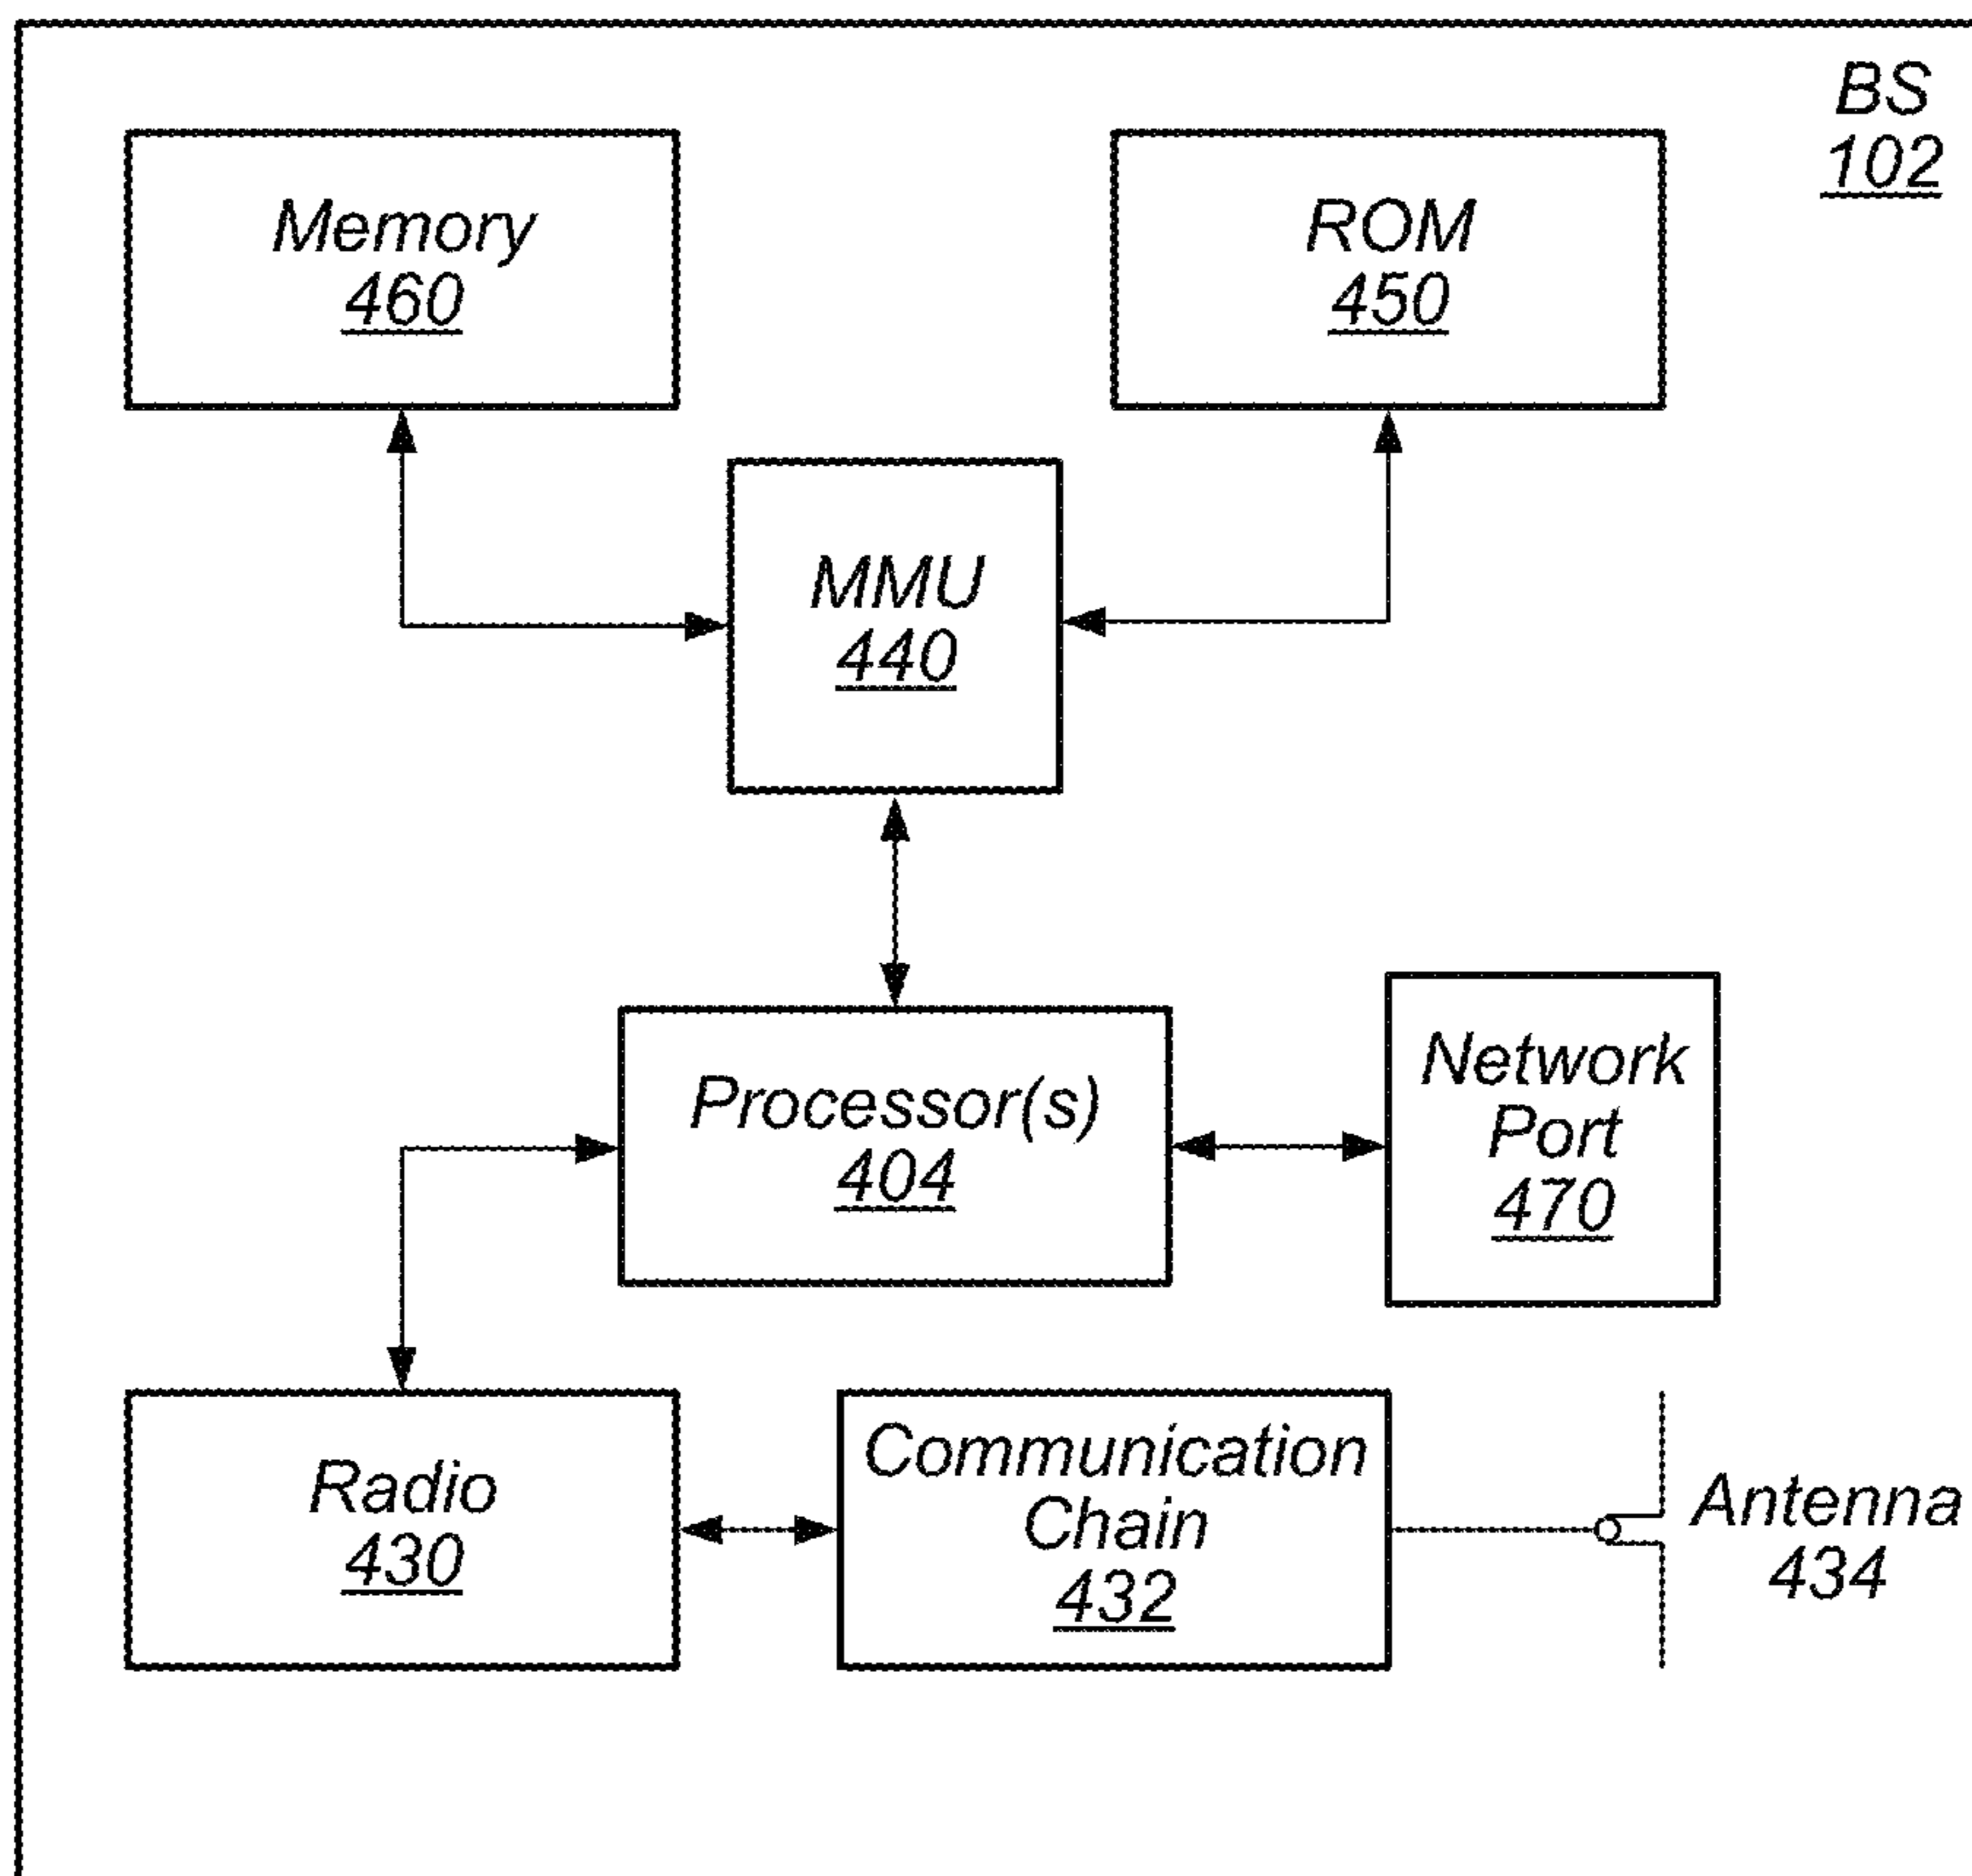 BS
102
Memory
460
ROM
450
MMU
440
Processor(s)
404
Network
Port
470
Radio
430
Communication
Chain
432
Antenna
434